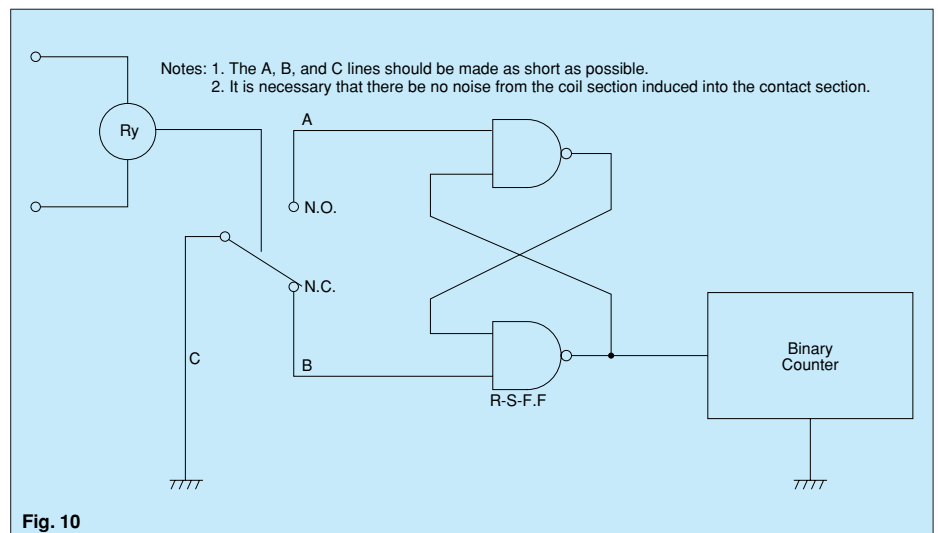 Notes: 1. The A, B, and C lines should be made as short as possible.
2. It is necessary that there be no noise from the coil section induced into the contact section.
Ry
A
N.O.
N.C.
C
B
R-S-F.F
Binary
Counter
Fig. 10